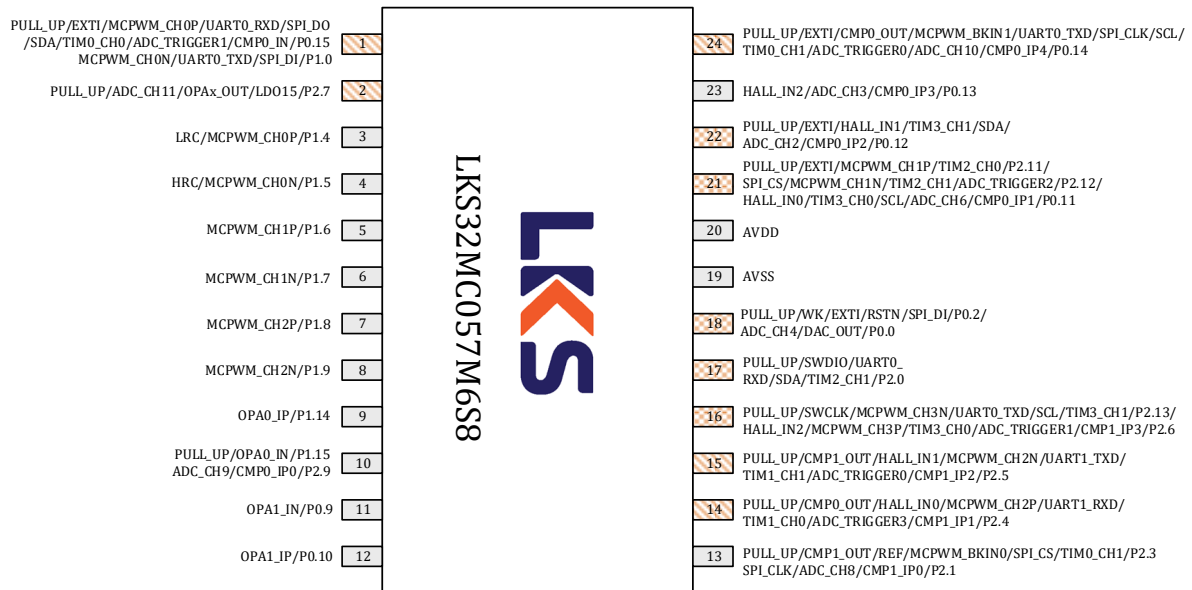 PULL_UP/EXTI/MCPWM_CH0P/UART0_RXD/SPI_DO
/SDA/TIM0_CH0/ADC_TRIGGER1/CMP0_IN/P0.15
MCPWM_CH0N/UART0_TXD/SPI_DI/P1.0
1
PULL_UP/ADC_CH11/OPAx_OUT/LDO15/P2.7
2
LRC/MCPWM_CH0P/P1.4
3
HRC/MCPWM_CH0N/P1.5
4
MCPWM_CH1P/P1.6
5
MCPWM_CH1N/P1.7
6
MCPWM_CH2P/P1.8
7
MCPWM_CH2N/P1.9
8
OPA0_IP/P1.14
9
PULL_UP/OPA0_IN/P1.15
ADC_CH9/CMP0_IP0/P2.9
10
OPA1_IN/P0.9
11
OPA1_IP/P0.10
12
LKS32MC057M6S8
LKS
24
PULL_UP/EXTI/CMP0_OUT/MCPWM_BKIN1/UART0_TXD/SPI_CLK/SCL/
TIM0_CH1/ADC_TRIGGER0/ADC_CH10/CMP0_IP4/P0.14
23
HALL_IN2/ADC_CH3/CMP0_IP3/P0.13
22
PULL_UP/EXTI/HALL_IN1/TIM3_CH1/SDA/
ADC_CH2/CMP0_IP2/P0.12
21
PULL_UP/EXTI/MCPWM_CH1P/TIM2_CH0/P2.11/
SPI_CS/MCPWM_CH1N/TIM2_CH1/ADC_TRIGGER2/P2.12/
HALL_IN0/TIM3_CH0/SCL/ADC_CH6/CMP0_IP1/P0.11
20
AVDD
19
AVSS
18
PULL_UP/WK/EXTI/RSTN/SPI_DI/P0.2/
ADC_CH4/DAC_OUT/P0.0
17
PULL_UP/SWDIO/UART0_
RXD/SDA/TIM2_CH1/P2.0
16
PULL_UP/SWCLK/MCPWM_CH3N/UART0_TXD/SCL/TIM3_CH1/P2.13/
HALL_IN2/MCPWM_CH3P/TIM3_CH0/ADC_TRIGGER1/CMP1_IP3/P2.6
15
PULL_UP/CMP1_OUT/HALL_IN1/MCPWM_CH2N/UART1_TXD/
TIM1_CH1/ADC_TRIGGER0/CMP1_IP2/P2.5
14
PULL_UP/CMP0_OUT/HALL_IN0/MCPWM_CH2P/UART1_RXD/
TIM1_CH0/ADC_TRIGGER3/CMP1_IP1/P2.4
13
PULL_UP/CMP1_OUT/REF/MCPWM_BKIN0/SPI_CS/TIM0_CH1/P2.3
SPI_CLK/ADC_CH8/CMP1_IP0/P2.1